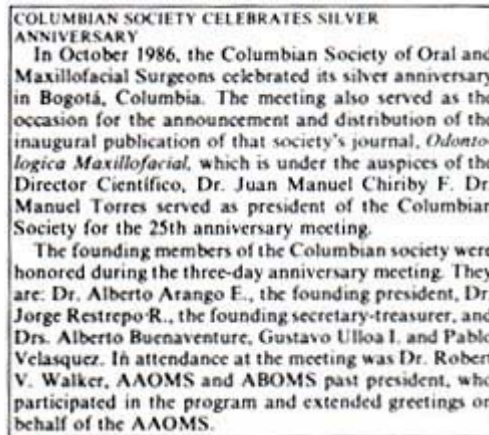 COLUMBIAN SOCIETY CELEBRATES SILVER
ANNIVERSARY
In October 1986, the Columbian Society of Oral and
Maxillofacial Surgeons celebrated its silver anniversary
in Bogotá, Columbia. The meeting also served as the
occasion for the announcement and distribution of the
inaugural publication of that society's journal, Odonto-
logica Maxillofacial, which is under the auspices of the
Director Científico, Dr. Juan Manuel Chiriby F. Dr.
Manuel Torres served as president of the Columbian
Society for the 25th anniversary meeting.
The founding members of the Columbian society were
honored during the three-day anniversary meeting. They
are: Dr. Alberto Arango E., the founding president, Dr.
Jorge Restrepo R., the founding secretary-treasurer, and
Drs. Alberto Buenaventure, Gustavo Ulloa I. and Pablo
Velasquez. In attendance at the meeting was Dr. Robert
V. Walker, AAOMS and ABOMS past president, who
participated in the program and extended greetings on
behalf of the AAOMS.